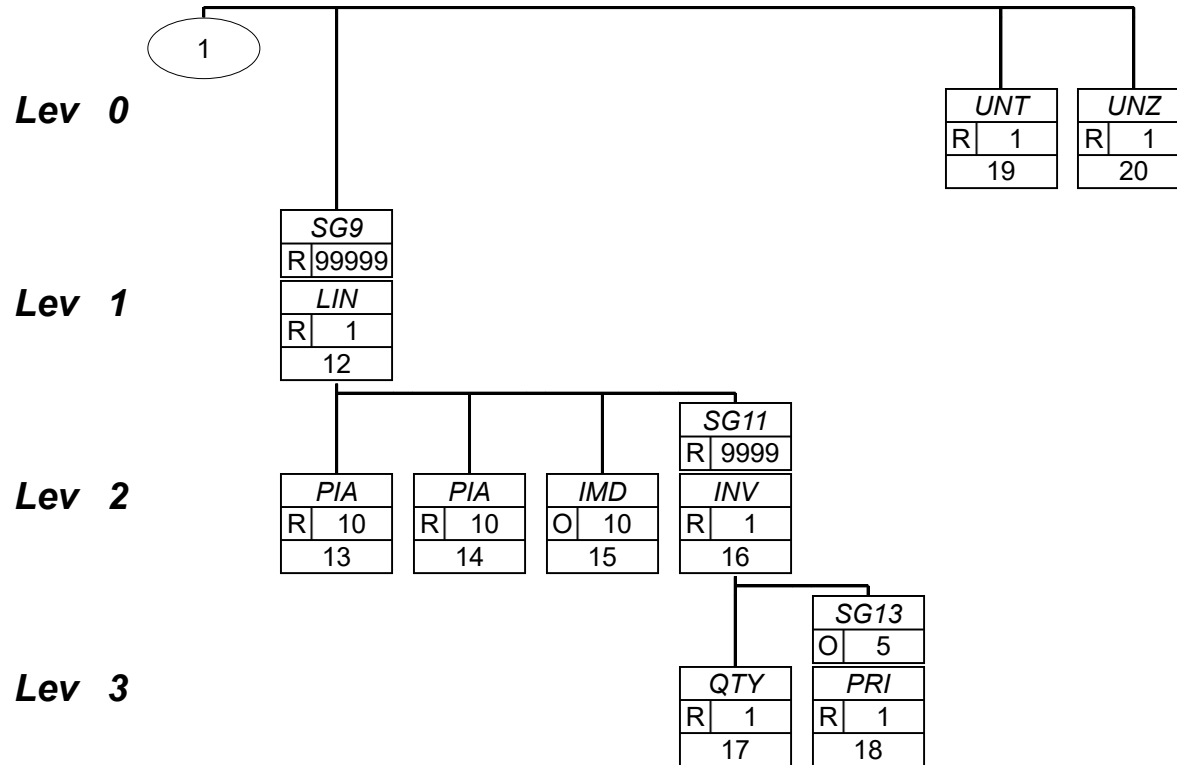 1
Lev 0
UNT
R 1
19
UNZ
R 1
20
SG9
R 99999
Lev 1
LIN
R 1
12
SG11
R 9999
Lev 2
PIA
R 10
13
PIA
R 10
14
IMD
O 10
15
INV
R 1
16
SG13
O 5
Lev 3
QTY
R 1
17
PRI
R 1
18